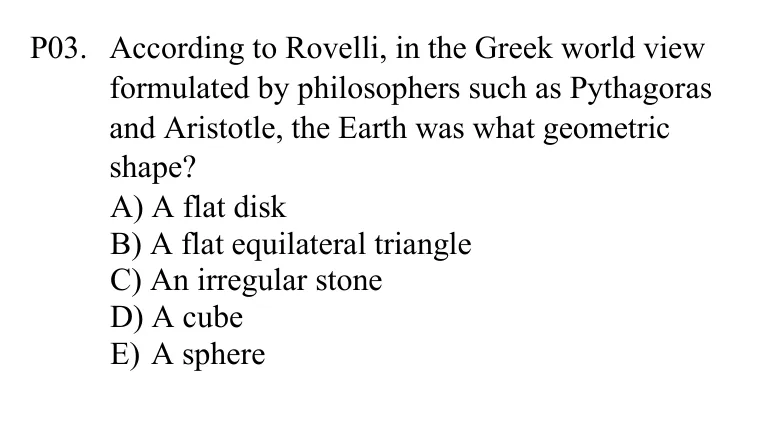 P03. According to Rovelli, in the Greek world view
formulated by philosophers such as Pythagoras
and Aristotle, the Earth was what geometric
shape?
A) A flat disk
B) A flat equilateral triangle
C) An irregular stone
D) A cube
E) A sphere